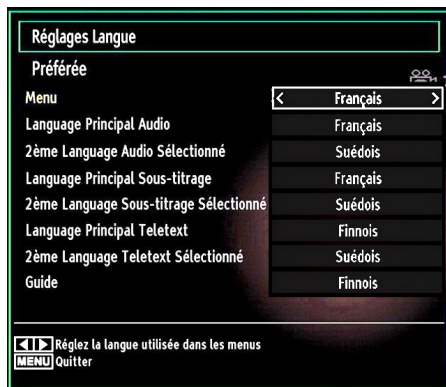 Réglages Langue
Préférée
Menu Français
Language Principal Audio Français
2ème Language Audio Sélectionné Suédois
Language Principal Sous-titrage Français
2ème Language Sous-titrage Sélectionné Suédois
Language Principal Teletext Finnois
2ème Language Teletext Sélectionné Suédois
Guide Finnois
Réglez la langue utilisée dans les menus
MENU Quitter